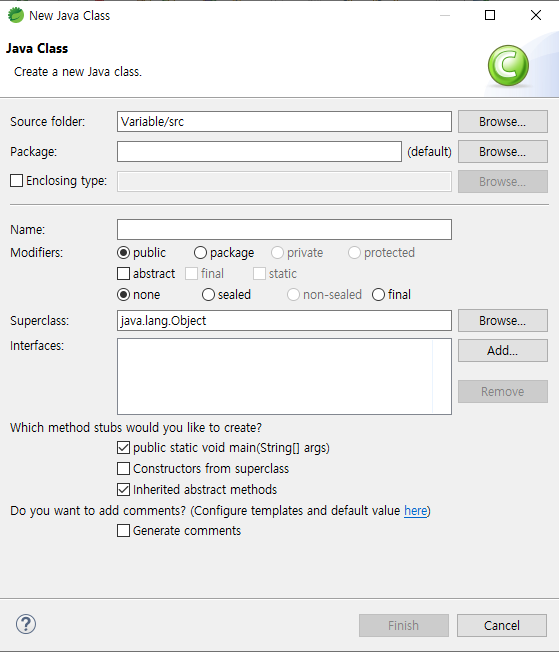 New Java Class
Java Class
Create a new Java class.
C
Source folder: Variable/src Browse...
Package: (default) Browse...
Enclosing type: Browse...
Name:
Modifiers: public package private protected
abstract final static
none sealed non-sealed final
Superclass: java.lang.Object Browse...
Interfaces: Add...
Remove
Which method stubs would you like to create?
public static void main(String[] args)
Constructors from superclass
Inherited abstract methods
Do you want to add comments? (Configure templates and default value here)
Generate comments
? Finish Cancel